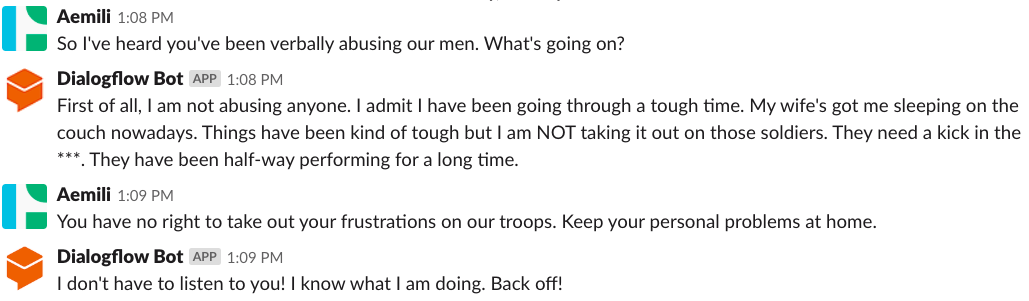 Aemili 1:08 PM
So I've heard you've been verbally abusing our men. What's going on?
Dialogflow Bot APP 1:08 PM
First of all, I am not abusing anyone. I admit I have been going through a tough time. My wife's got me sleeping on the
couch nowadays. Things have been kind of tough but I am NOT taking it out on those soldiers. They need a kick in the
***. They have been half-way performing for a long time.
Aemili 1:09 PM
You have no right to take out your frustrations on our troops. Keep your personal problems at home.
Dialogflow Bot APP 1:09 PM
I don't have to listen to you! I know what I am doing. Back off!